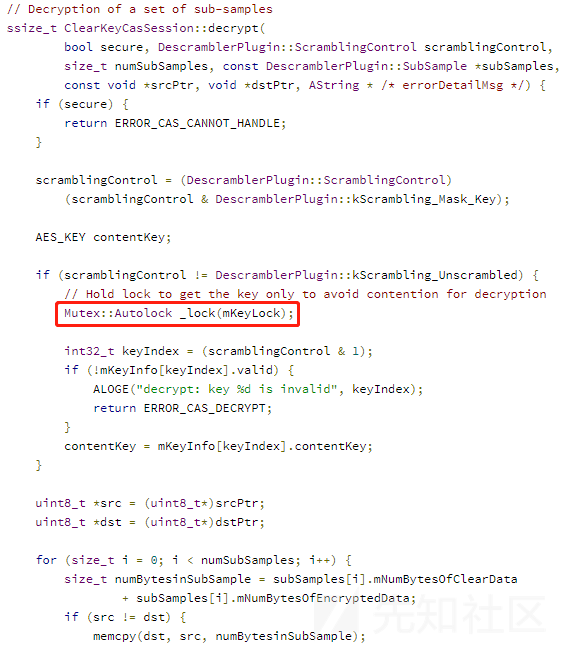 // Decryption of a set of sub-samples
ssize_t ClearKeyCasSession::decrypt(
        bool secure, DescramblerPlugin::ScramblingControl scramblingControl,
        size_t numSubSamples, const DescramblerPlugin::SubSample *subSamples,
        const void *srcPtr, void *dstPtr, AString * /* errorDetailMsg */) {
    if (secure) {
        return ERROR_CAS_CANNOT_HANDLE;
    }

    scramblingControl = (DescramblerPlugin::ScramblingControl)
        (scramblingControl & DescramblerPlugin::kScrambling_Mask_Key);

    AES_KEY contentKey;

    if (scramblingControl != DescramblerPlugin::kScrambling_Unscrambled) {
        // Hold lock to get the key only to avoid contention for decryption
        Mutex::Autolock _lock(mKeyLock);

        int32_t keyIndex = (scramblingControl & 1);
        if (!mKeyInfo[keyIndex].valid) {
            ALOGE("decrypt: key %d is invalid", keyIndex);
            return ERROR_CAS_DECRYPT;
        }
        contentKey = mKeyInfo[keyIndex].contentKey;
    }

    uint8_t *src = (uint8_t*)srcPtr;
    uint8_t *dst = (uint8_t*)dstPtr;

    for (size_t i = 0; i < numSubSamples; i++) {
        size_t numBytesinSubSample = subSamples[i].mNumBytesOfClearData
                + subSamples[i].mNumBytesOfEncryptedData;
        if (src != dst) {
            memcpy(dst, src, numBytesinSubSample);
先知社区